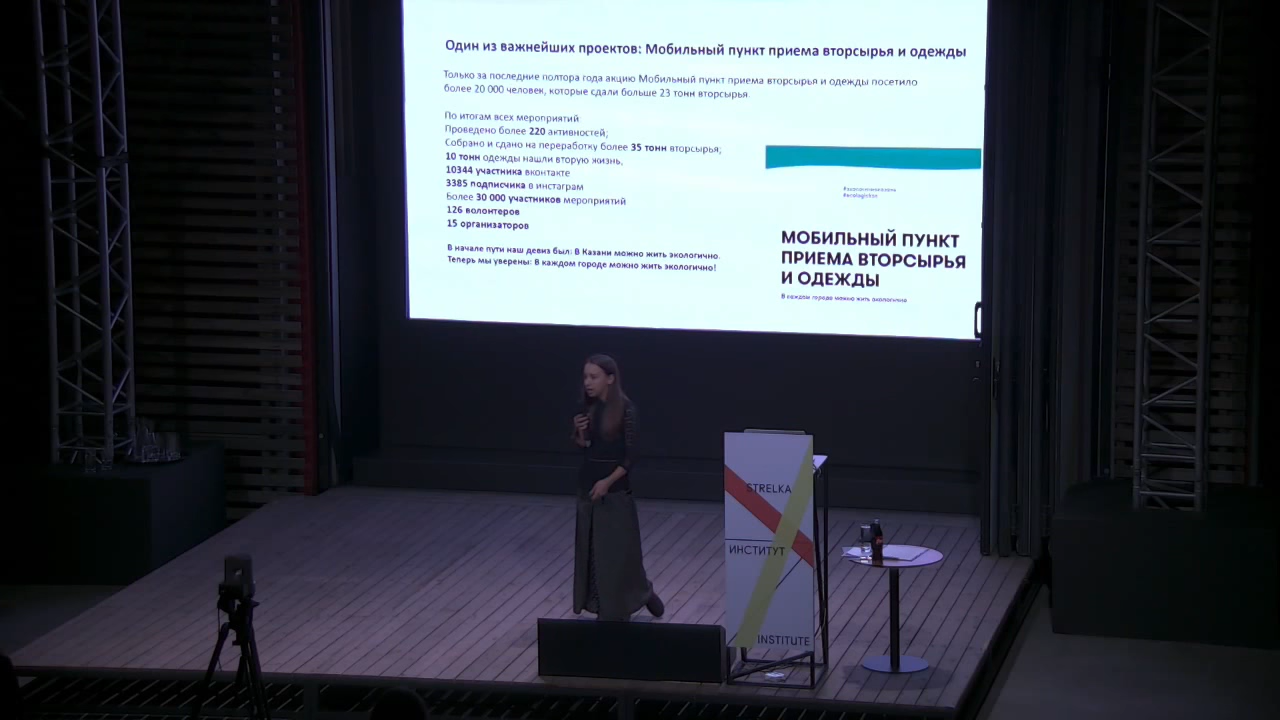 Один из важнейших проектов: Мобильный пункт приема вторсырья и одежды
Только за последние полтора года акцию Мобильный пункт приема вторсырья и одежды посетило
более 20 000 человек, которые сдали больше 23 тонн вторсырья.
По итогам всех мероприятий
Проведено более 220 активностей;
Собрано и сдано на переработку более 35 тонн вторсырья;
10 тонн одежды нашли вторую жизнь,
10344 участника вконтакте
3385 подписчика в инстаграм
Более 30 000 участников мероприятий
126 волонтеров
15 организаторов
В начале пути наш девиз был: В Казани можно жить экологично.
Теперь мы уверены: В каждом городе можно жить экологично!
МОБИЛЬНЫЙ ПУНКТ
ПРИЕМА ВТОРСЫРЬЯ
И ОДЕЖДЫ
В каждом городе можно жить экологично
STRELKA
ИНСТИТУТ
INSTITUTE